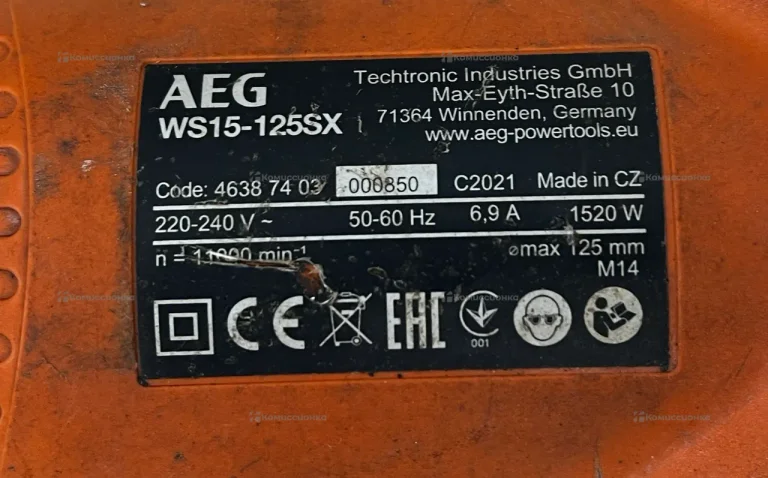 AEG
WS15-125SX
Techtronic Industries GmbH
Max-Eyth-Straße 10
71364 Winnenden, Germany
www.aeg-powertools.eu
Code: 4638 74 03 000850 C2021 Made in CZ
220-240 V ~ 50-60 Hz 6,9 A 1520 W
n = 11000 min⁻¹ ⌀max 125 mm
M14
CE EAC
001
Комиссионка